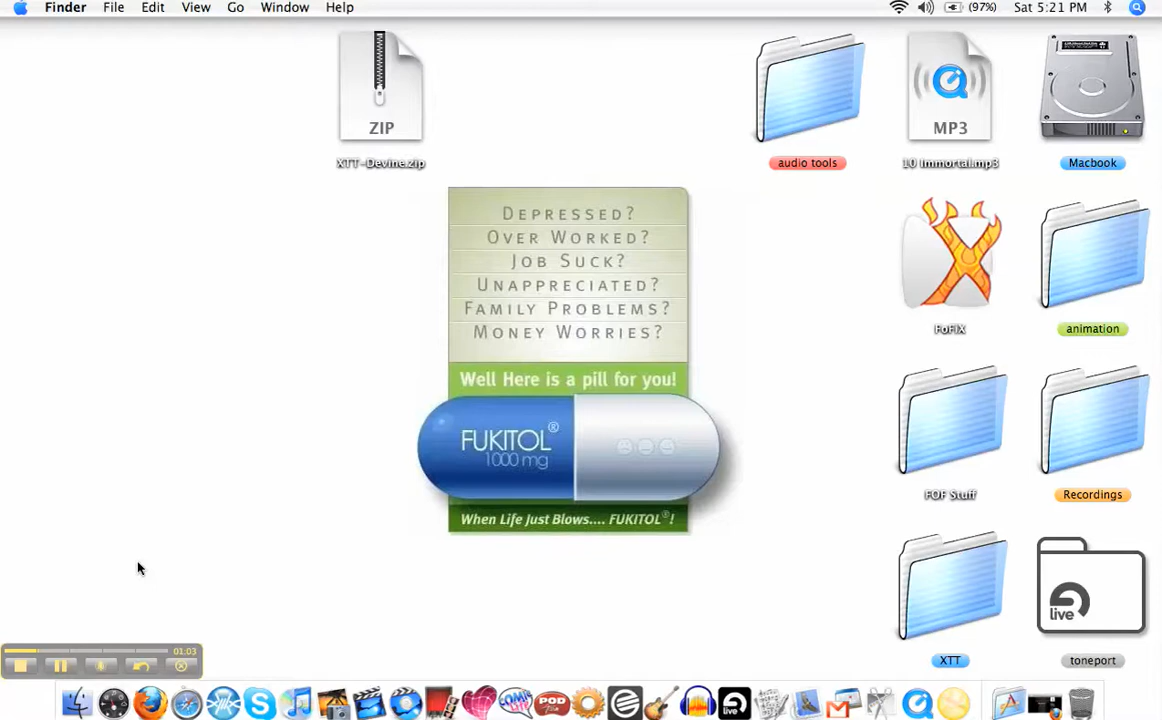 Finder File Edit View Go Window Help (97%) Sat 5:21 PM
ZIP
XTT-Devine.zip
audio tools
MP3
10 Immortal.mp3
Macbook
DEPRESSED?
OVER WORKED?
JOB SUCK?
UNAPPRECIATED?
FAMILY PROBLEMS?
MONEY WORRIES?
Well Here is a pill for you!
FUKITOL®
1000 mg
When Life Just Blows.... FUKITOL®!
FoFiX
animation
FOF Stuff
Recordings
XTT
live
toneport
01:03
COMIC
POD
live